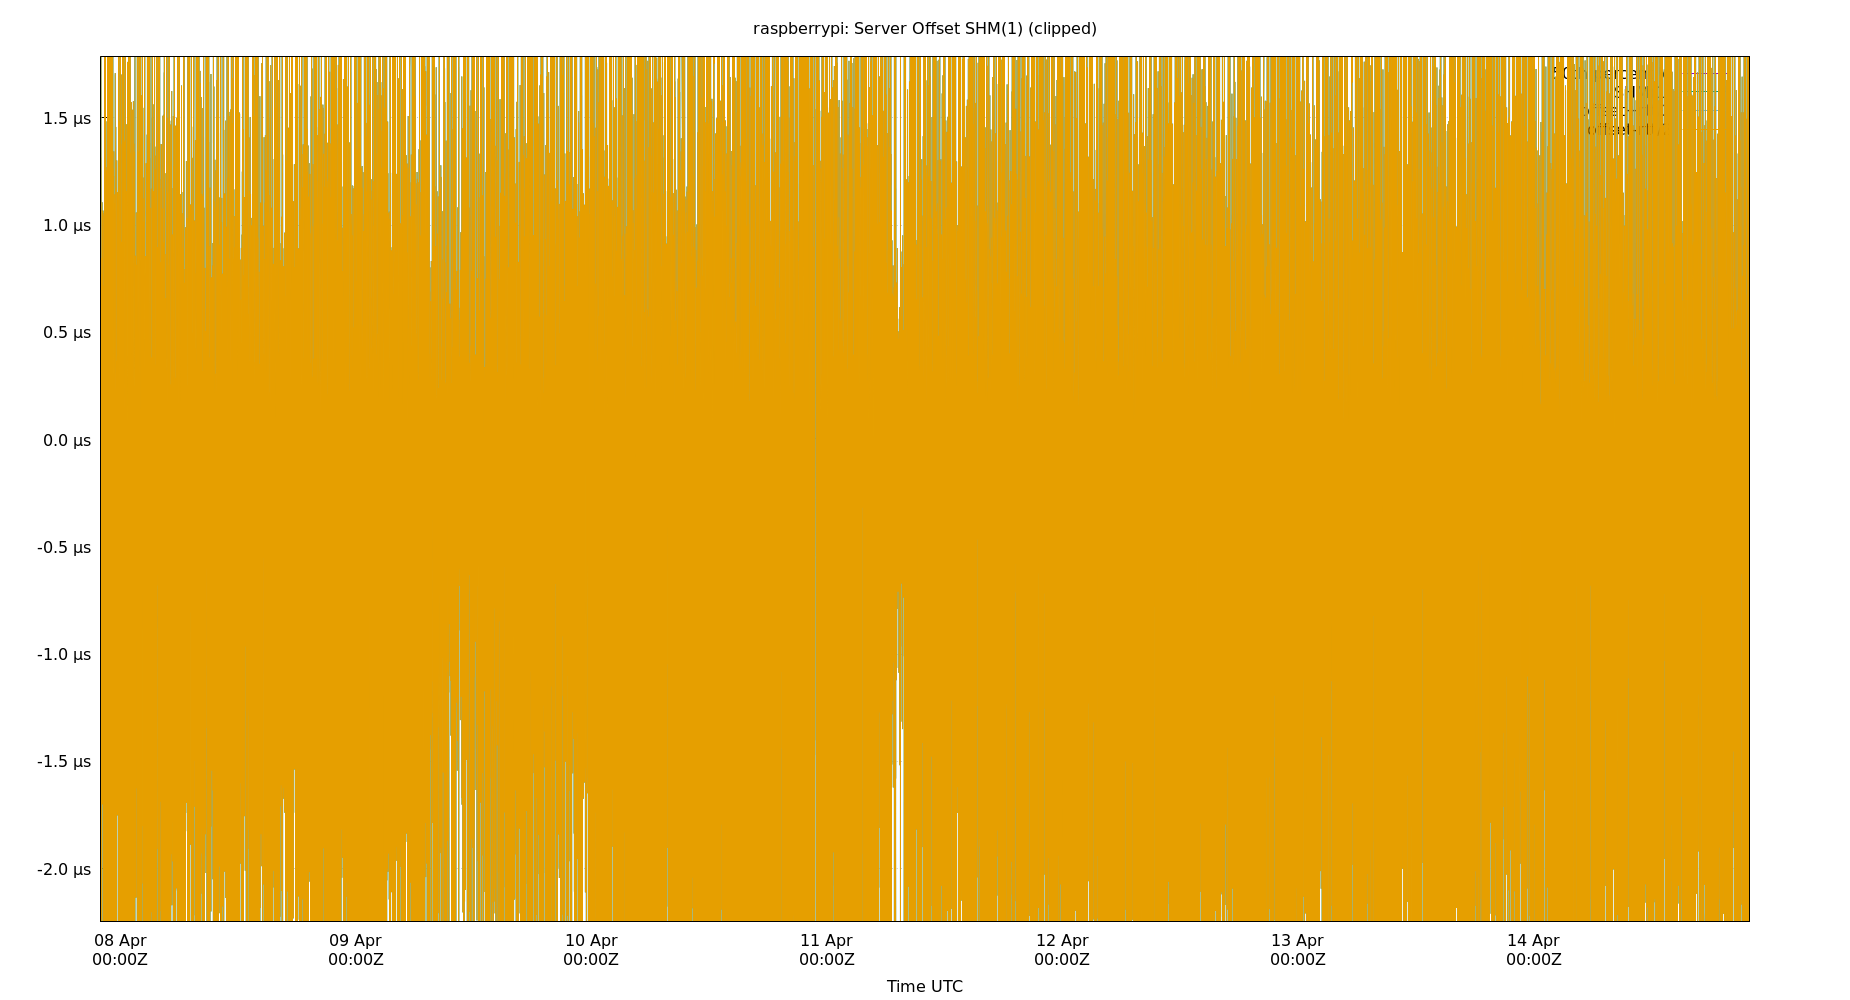 raspberrypi: Server Offset SHM(1) (clipped)
1.5 µs
1.0 µs
0.5 µs
0.0 µs
-0.5 µs
-1.0 µs
-1.5 µs
-2.0 µs
08 Apr 09 Apr 10 Apr 11 Apr 12 Apr 13 Apr 14 Apr
00:00Z 00:00Z 00:00Z 00:00Z 00:00Z 00:00Z 00:00Z
Time UTC